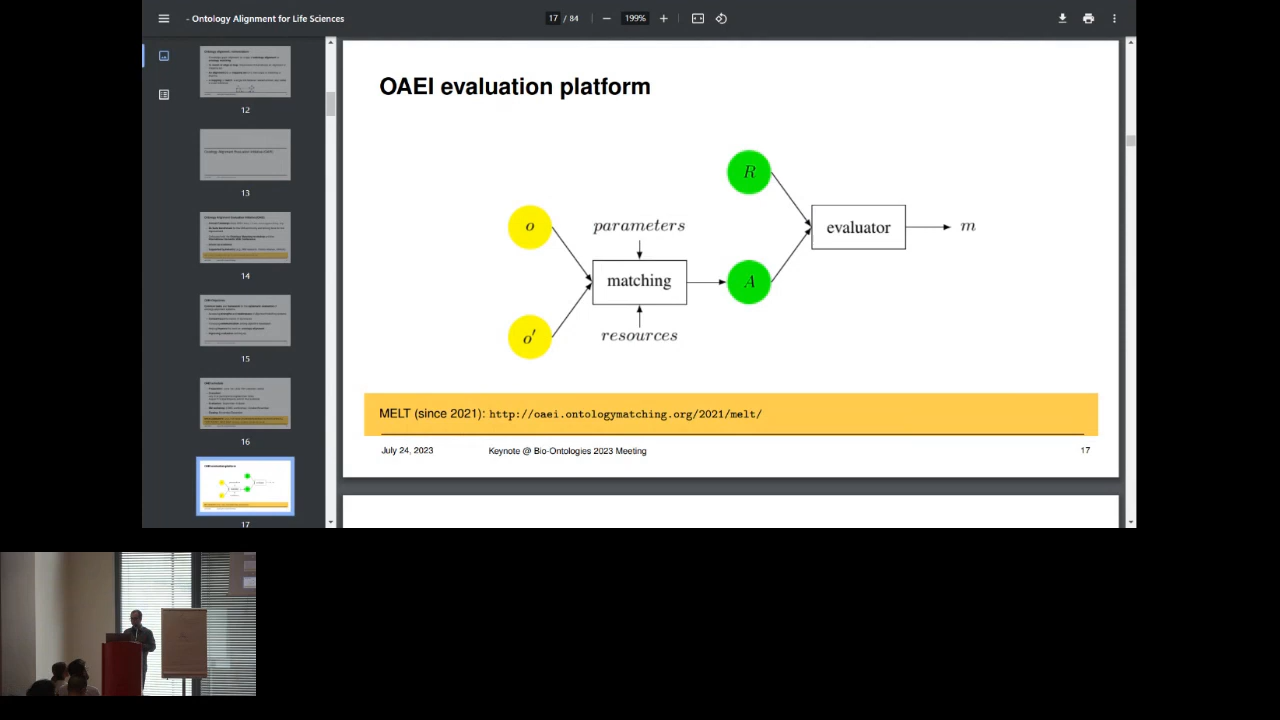 - Ontology Alignment for Life Sciences
17 / 84
199%
12
13
14
15
16
17
OAEI evaluation platform
R
o
parameters
evaluator
m
matching
A
o′
resources
MELT (since 2021): http://oaei.ontologymatching.org/2021/melt/
July 24, 2023
Keynote @ Bio-Ontologies 2023 Meeting
17